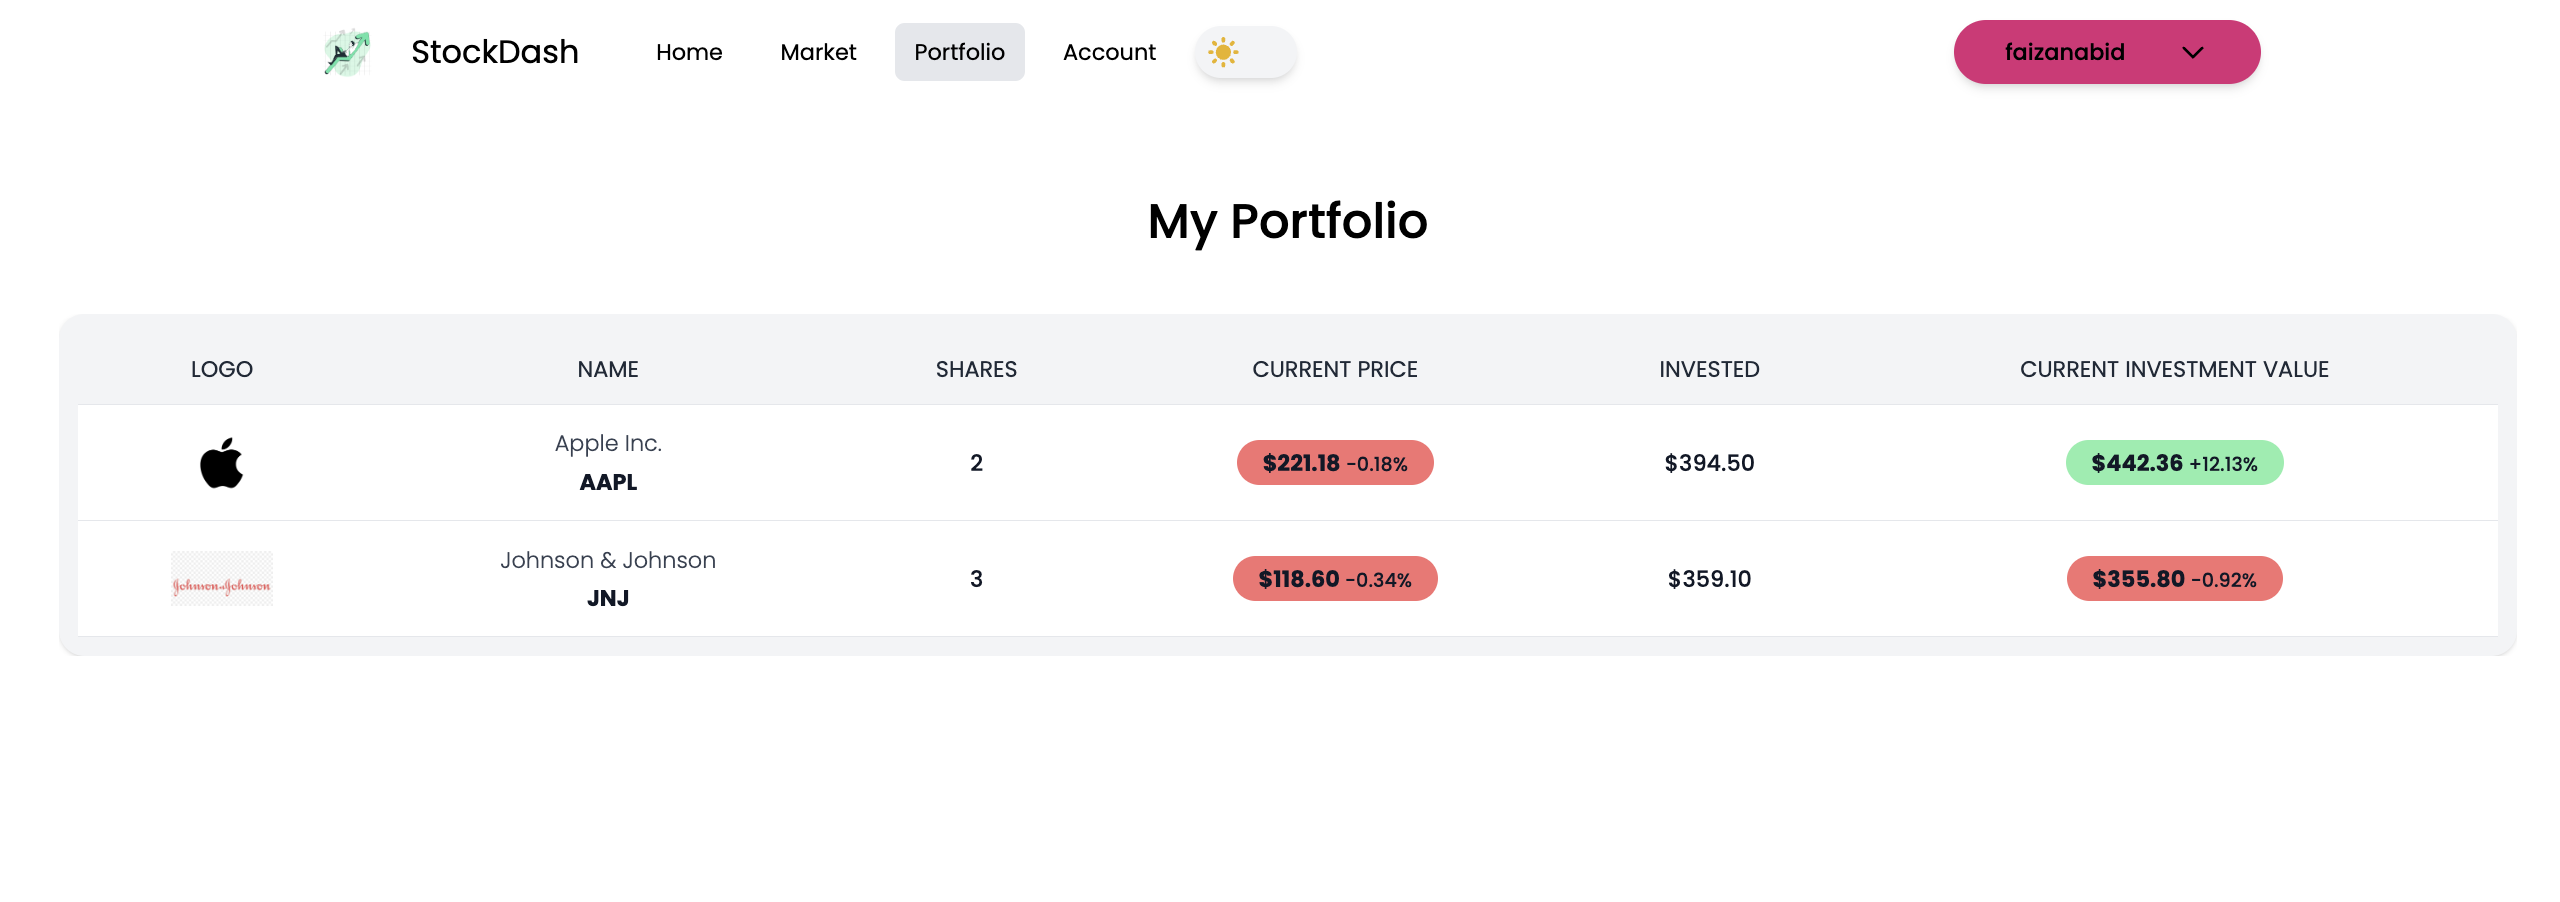 StockDash Home Market Portfolio Account faizanabid
My Portfolio
LOGO NAME SHARES CURRENT PRICE INVESTED CURRENT INVESTMENT VALUE
Apple Inc.
AAPL
2 $221.18 -0.18% $394.50 $442.36 +12.13%
Johnson & Johnson
JNJ
Johnson & Johnson
3 $118.60 -0.34% $359.10 $355.80 -0.92%